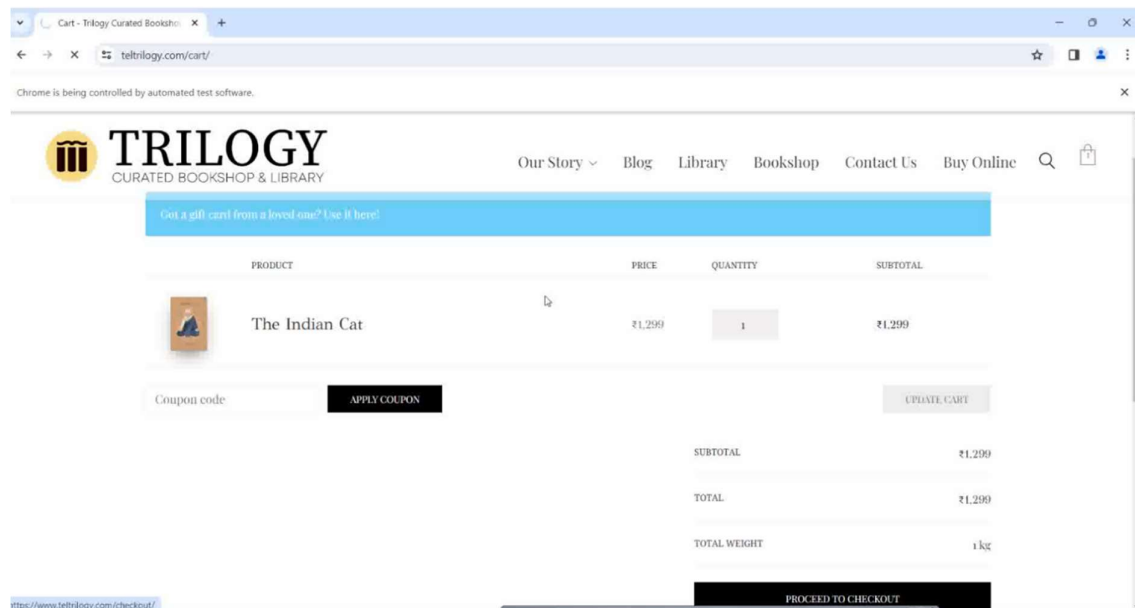 Cart - Trilogy Curated Booksho
teltrilogy.com/cart/
Chrome is being controlled by automated test software.
TRILOGY
CURATED BOOKSHOP & LIBRARY
Our Story Blog Library Bookshop Contact Us Buy Online
1
Got a gift card from a loved one? Use it here!
PRODUCT PRICE QUANTITY SUBTOTAL
The Indian Cat ₹1,299 1 ₹1,299
Coupon code APPLY COUPON UPDATE CART
SUBTOTAL ₹1,299
TOTAL ₹1,299
TOTAL WEIGHT 1 kg
PROCEED TO CHECKOUT
https://www.teltrilogy.com/checkout/